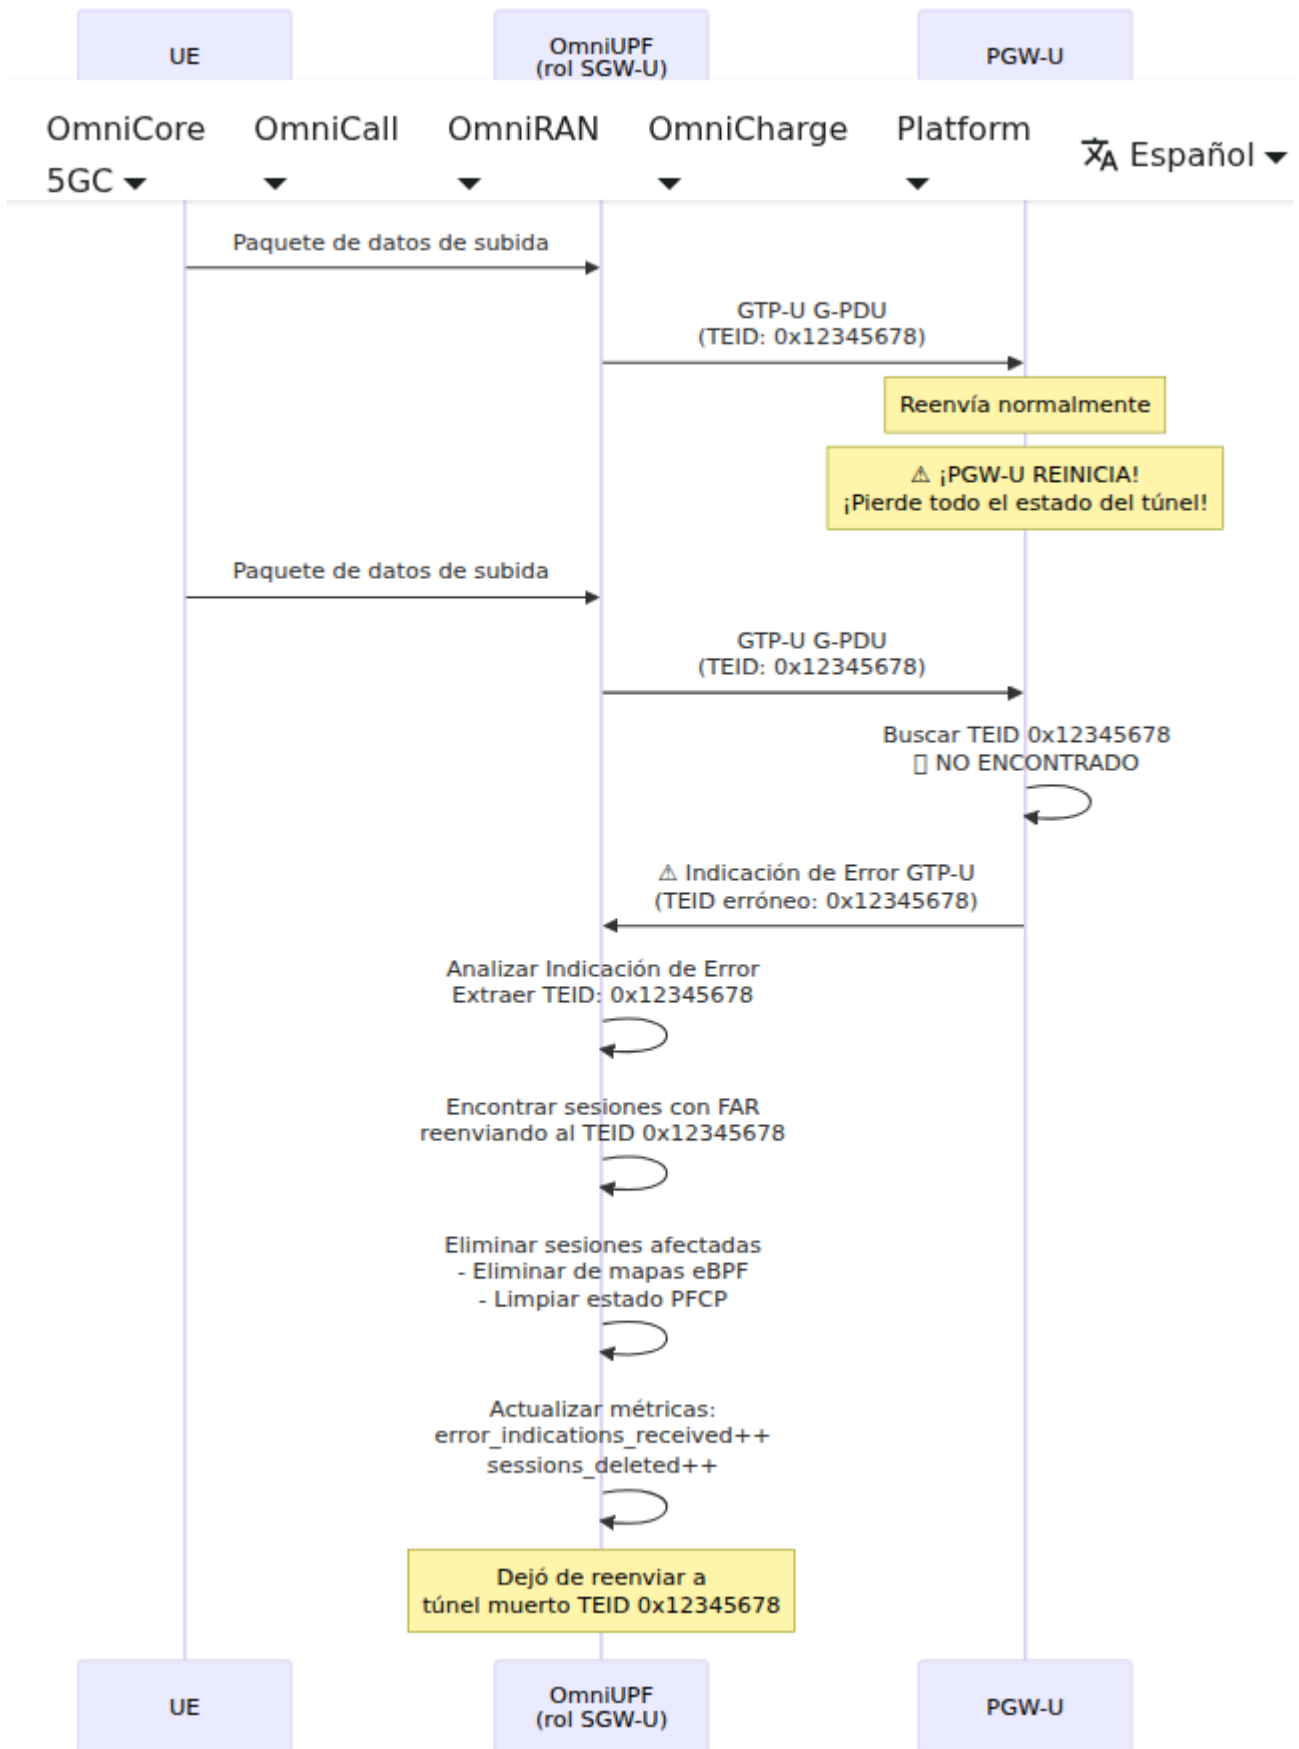 UE
OmniUPF
(rol SGW-U)
PGW-U
OmniCore
5GC
OmniCall
OmniRAN
OmniCharge
Platform
Español
Paquete de datos de subida
GTP-U G-PDU
(TEID: 0x12345678)
Reenvía normalmente
⚠ ¡PGW-U REINICIA!
¡Pierde todo el estado del túnel!
Paquete de datos de subida
GTP-U G-PDU
(TEID: 0x12345678)
Buscar TEID 0x12345678
NO ENCONTRADO
⚠ Indicación de Error GTP-U
(TEID erróneo: 0x12345678)
Analizar Indicación de Error
Extraer TEID: 0x12345678
Encontrar sesiones con FAR
reenviando al TEID 0x12345678
Eliminar sesiones afectadas
- Eliminar de mapas eBPF
- Limpiar estado PFCP
Actualizar métricas:
error_indications_received++
sessions_deleted++
Dejó de reenviar a
túnel muerto TEID 0x12345678
UE
OmniUPF
(rol SGW-U)
PGW-U